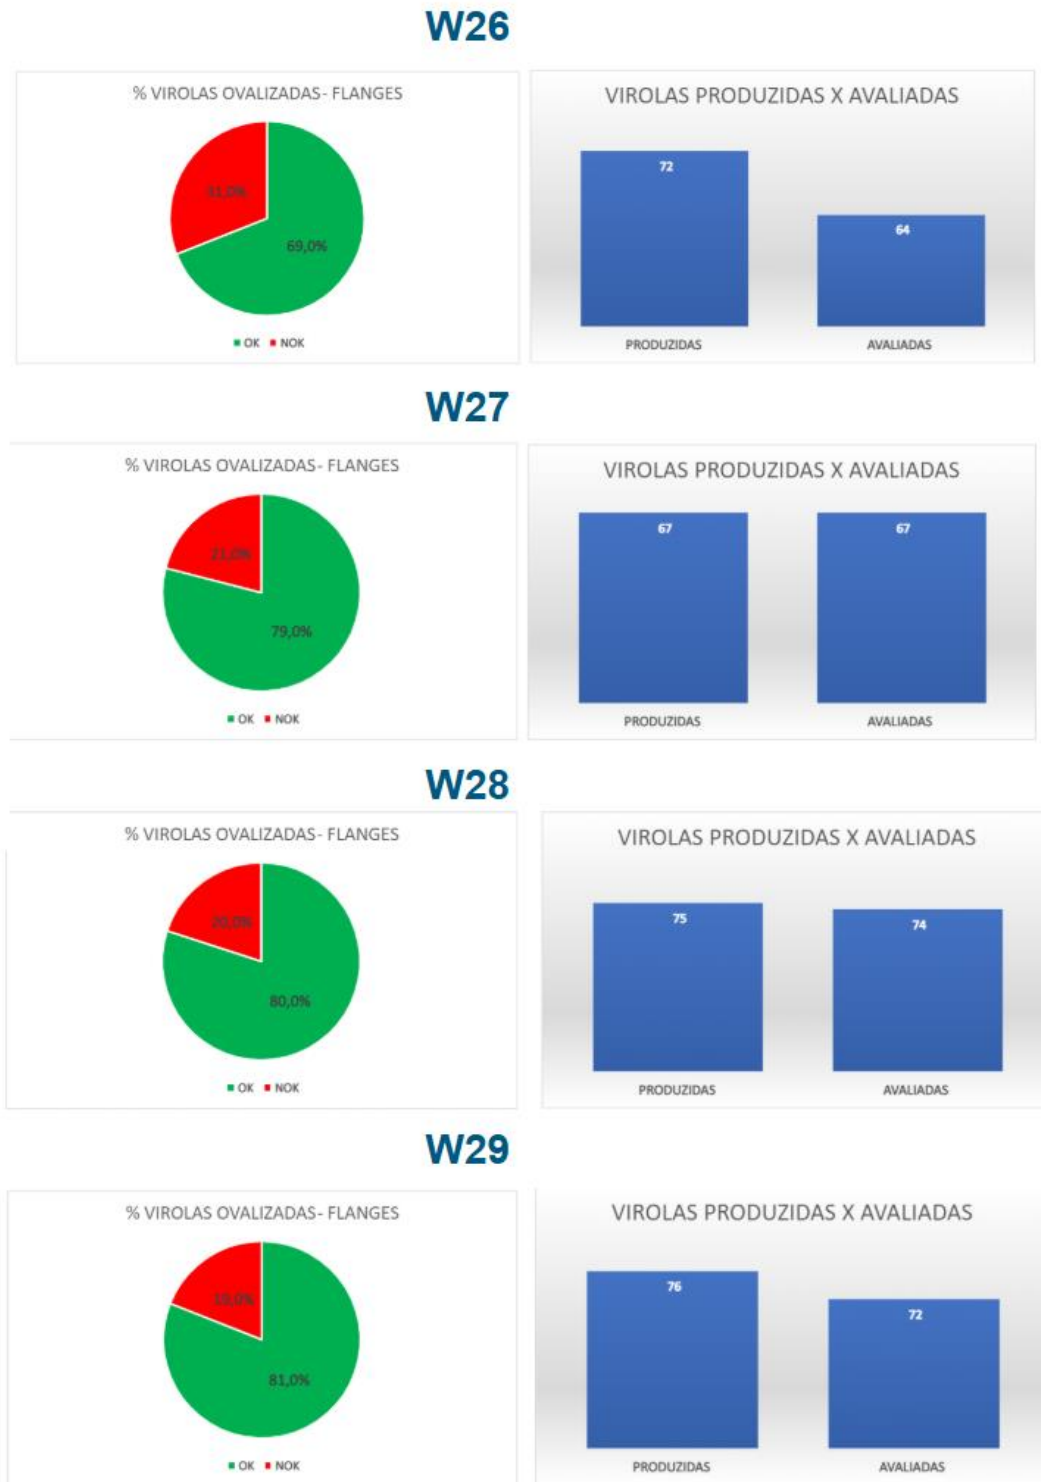 W26
% VIROLAS OVALIZADAS- FLANGES
31,0%
69,0%
OK NOK
VIROLAS PRODUZIDAS X AVALIADAS
72
64
PRODUZIDAS AVALIADAS
W27
% VIROLAS OVALIZADAS- FLANGES
21,0%
79,0%
OK NOK
VIROLAS PRODUZIDAS X AVALIADAS
67 67
PRODUZIDAS AVALIADAS
W28
% VIROLAS OVALIZADAS- FLANGES
20,0%
80,0%
OK NOK
VIROLAS PRODUZIDAS X AVALIADAS
75 74
PRODUZIDAS AVALIADAS
W29
% VIROLAS OVALIZADAS- FLANGES
19,0%
81,0%
OK NOK
VIROLAS PRODUZIDAS X AVALIADAS
76
72
PRODUZIDAS AVALIADAS